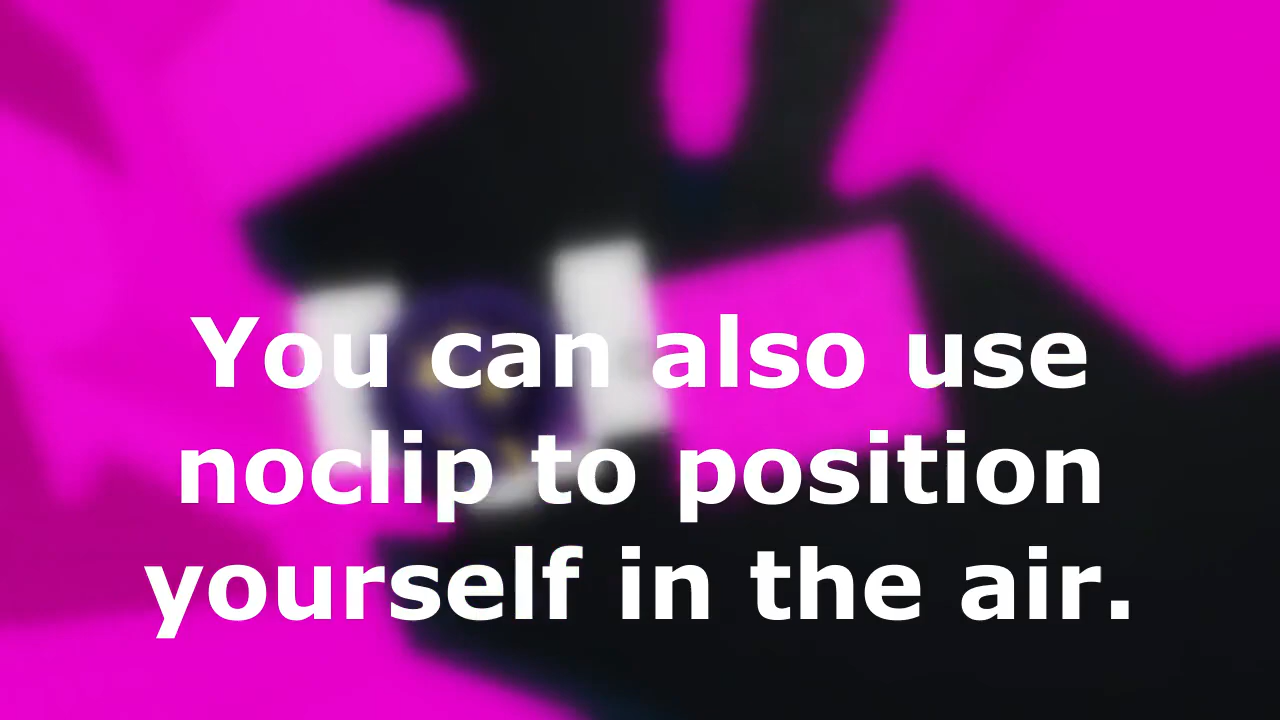 You can also use
noclip to position
yourself in the air.